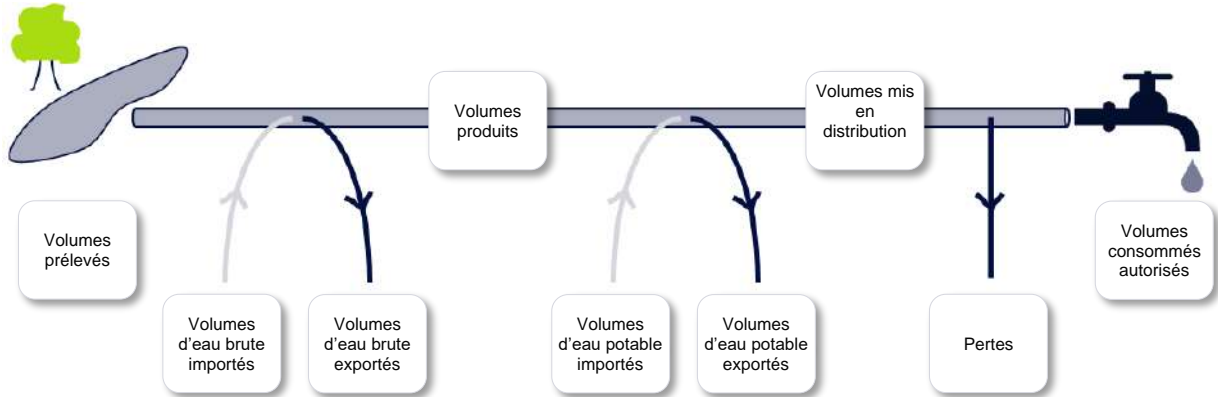 Volumes
prélevés
Volumes
d'eau brute
importés
Volumes
d'eau brute
exportés
Volumes
produits
Volumes
d'eau potable
importés
Volumes
d'eau potable
exportés
Volumes mis
en
distribution
Pertes
Volumes
consommés
autorisés